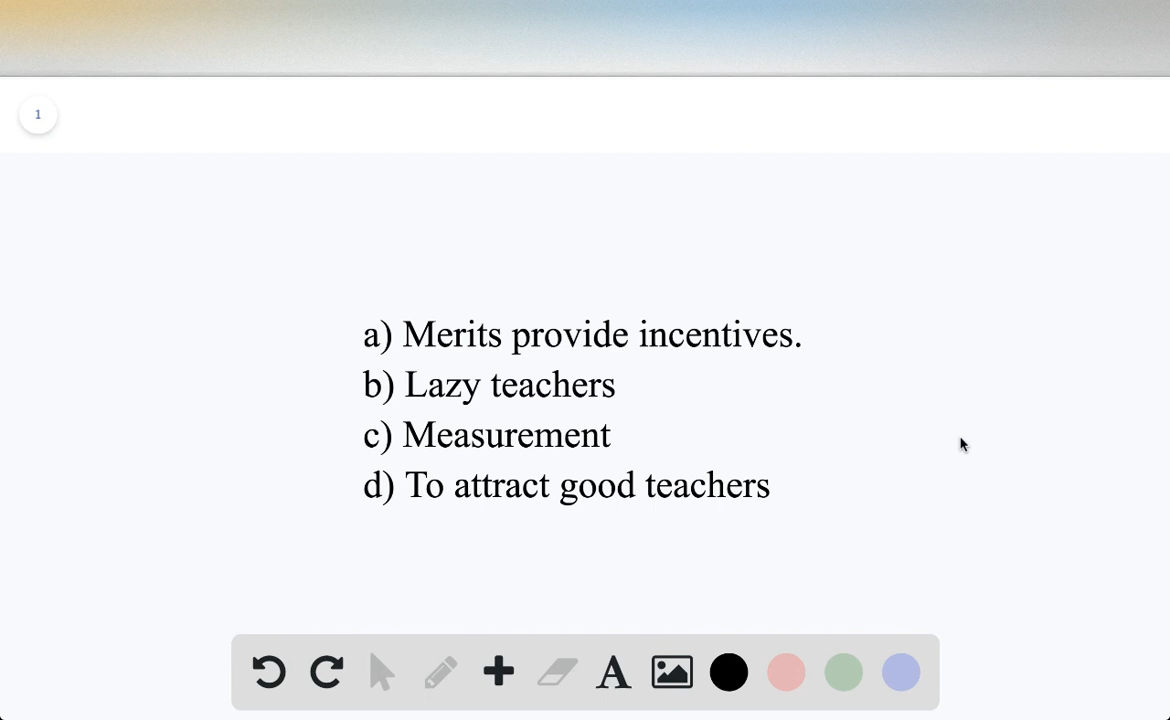 1
a) Merits provide incentives.
b) Lazy teachers
c) Measurement
d) To attract good teachers
A